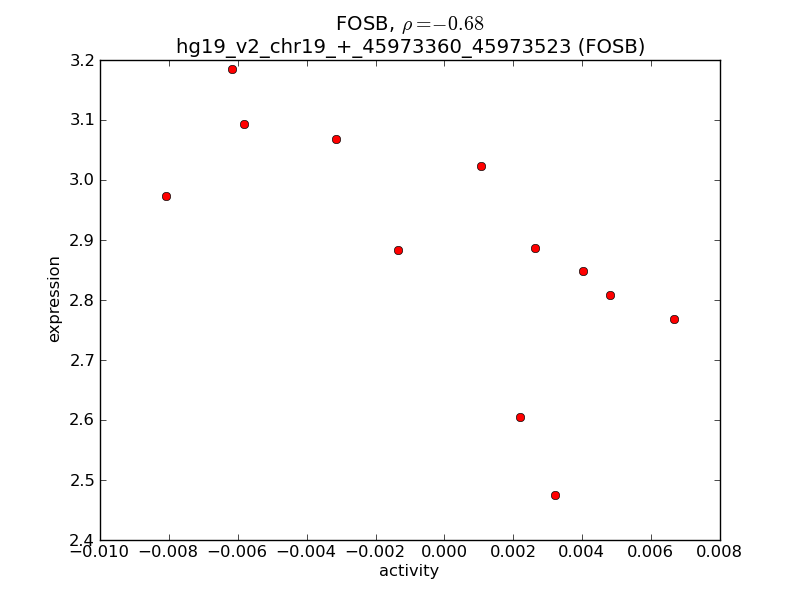 FOSB, ρ=−0.68
hg19_v2_chr19_+_45973360_45973523 (FOSB)
3.2
3.1
3.0
2.9
2.8
2.7
2.6
2.5
2.4
expression
−0.010 −0.008 −0.006 −0.004 −0.002 0.000 0.002 0.004 0.006 0.008
activity